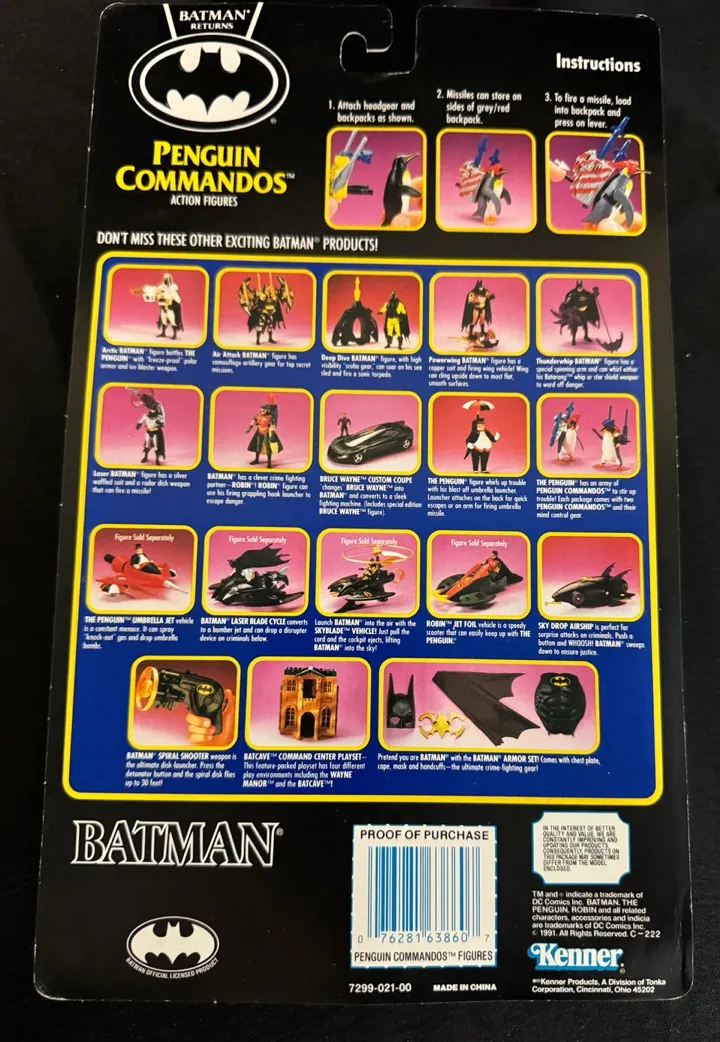 BATMAN®
RETURNS
®
PENGUIN
COMMANDOS™
ACTION FIGURES
Instructions
1. Attach headgear and
backpacks as shown.
2. Missiles can store on
sides of grey/red
backpack.
3. To fire a missile, load
into backpack and
press on lever.
DON'T MISS THESE OTHER EXCITING BATMAN® PRODUCTS!
Arctic BATMAN™ figure battles THE
PENGUIN™ with "freeze-proof" polar
armor and ice blaster weapon.
Air Attack BATMAN™ figure has
camouflage artillery gear for top secret
missions.
Deep Dive BATMAN™ figure, with high
visibility "scuba gear," can soar on his sea
sled and fire a sonic torpedo.
Powerwing BATMAN™ figure has a
copper suit and firing wing vehicle! Wing
can cling upside down to most flat,
smooth surfaces.
Thunderwhip BATMAN™ figure has a
special spinning arm and can whirl either
his Batarang™ whip or star shield weapon
to ward off danger.
Laser BATMAN™ figure has a silver
waffled suit and a radar dish weapon
that can fire a missile!
BATMAN® has a clever crime fighting
partner—ROBIN™! ROBIN™ figure can
use his firing grappling hook launcher to
escape danger.
BRUCE WAYNE™ CUSTOM COUPE
changes BRUCE WAYNE™ into
BATMAN® and converts to a sleek
fighting machine. (Includes special edition
BRUCE WAYNE™ figure).
THE PENGUIN™ figure whirls up trouble
with his blast off umbrella launcher.
Launcher attaches on the back for quick
escapes or on arm for firing umbrella
missile.
THE PENGUIN™ has an army of
PENGUIN COMMANDOS™ to stir up
trouble! Each package comes with two
PENGUIN COMMANDOS™ and their
mind control gear.
Figure Sold Separately
THE PENGUIN™ UMBRELLA JET vehicle
is a constant menace. It can spray
"knock-out" gas and drop umbrella
bombs.
Figure Sold Separately
BATMAN™ LASER BLADE CYCLE converts
to a bomber jet and can drop a disrupter
device on criminals below.
Figure Sold Separately
Launch BATMAN™ into the air with the
SKYBLADE™ VEHICLE! Just pull the
cord and the cockpit ejects, lifting
BATMAN™ into the sky!
Figure Sold Separately
ROBIN™ JET FOIL vehicle is a speedy
scooter that can easily keep up with THE
PENGUIN.™
SKY DROP AIRSHIP™ is perfect for
surprise attacks on criminals. Push a
button and WHOOSH! BATMAN™ sweeps
down to ensure justice.
BATMAN™ SPIRAL SHOOTER weapon is
the ultimate disk-launcher. Press the
detonator button and the spiral disk flies
up to 30 feet!
BATCAVE™ COMMAND CENTER PLAYSET—
This feature-packed playset has four different
play environments including the WAYNE
MANOR™ and the BATCAVE™!
Pretend you are BATMAN™ with the BATMAN™ ARMOR SET! Comes with chest plate,
cape, mask and handcuffs—the ultimate crime-fighting gear!
BATMAN®
BATMAN OFFICIAL LICENSED PRODUCT
PROOF OF PURCHASE
0 76281 63860 7
PENGUIN COMMANDOS™ FIGURES
7299-021-00 MADE IN CHINA
IN THE INTEREST OF BETTER
QUALITY AND VALUE, WE ARE
CONSTANTLY IMPROVING AND
UPDATING OUR PRODUCTS.
CONSEQUENTLY, PRODUCTS ON
THIS PACKAGE MAY SOMETIMES
DIFFER FROM THE MODEL
ENCLOSED.
TM and ® indicate a trademark of
DC Comics Inc. BATMAN, THE
PENGUIN, ROBIN and all related
characters, accessories and indicia
are trademarks of DC Comics Inc.
© 1991. All Rights Reserved. C-222
Kenner®
Kenner Products, A Division of Tonka
Corporation, Cincinnati, Ohio 45202